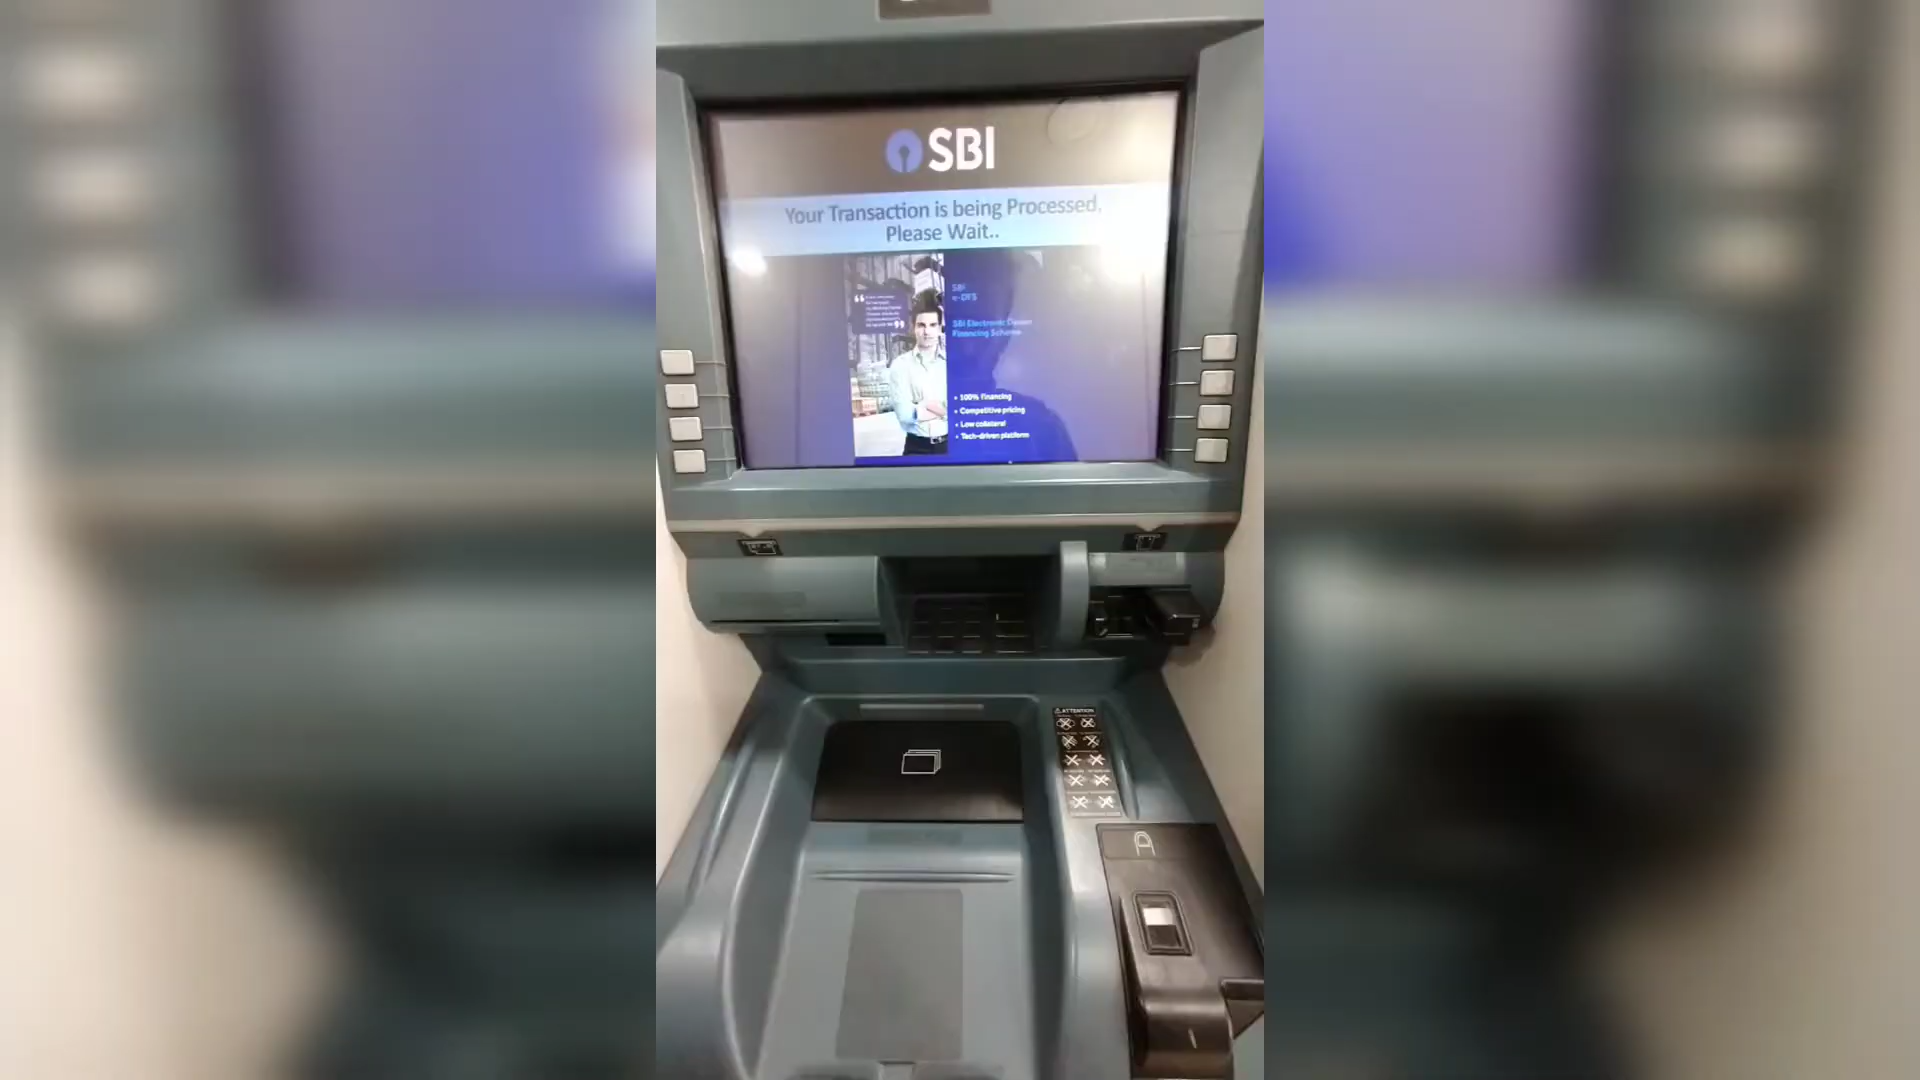 SBI
Your Transaction is being Processed,
Please Wait..
SBI
e-DFS
SBI Electronic Dealer
Financing Scheme
• 100% financing
• Competitive pricing
• Low collateral
• Tech-driven platform
ATTENTION